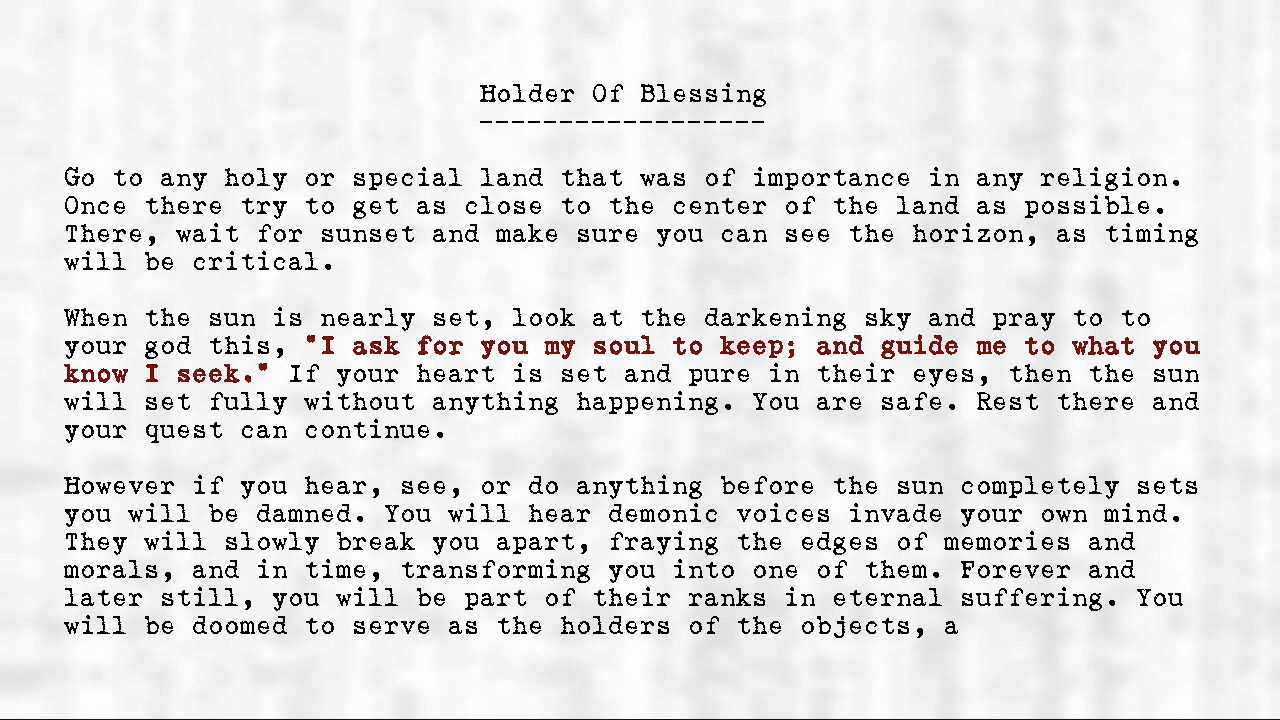 Holder Of Blessing
------------------
Go to any holy or special land that was of importance in any religion.
Once there try to get as close to the center of the land as possible.
There, wait for sunset and make sure you can see the horizon, as timing
will be critical.
When the sun is nearly set, look at the darkening sky and pray to to
your god this, "I ask for you my soul to keep; and guide me to what you
know I seek." If your heart is set and pure in their eyes, then the sun
will set fully without anything happening. You are safe. Rest there and
your quest can continue.
However if you hear, see, or do anything before the sun completely sets
you will be damned. You will hear demonic voices invade your own mind.
They will slowly break you apart, fraying the edges of memories and
morals, and in time, transforming you into one of them. Forever and
later still, you will be part of their ranks in eternal suffering. You
will be doomed to serve as the holders of the objects, a